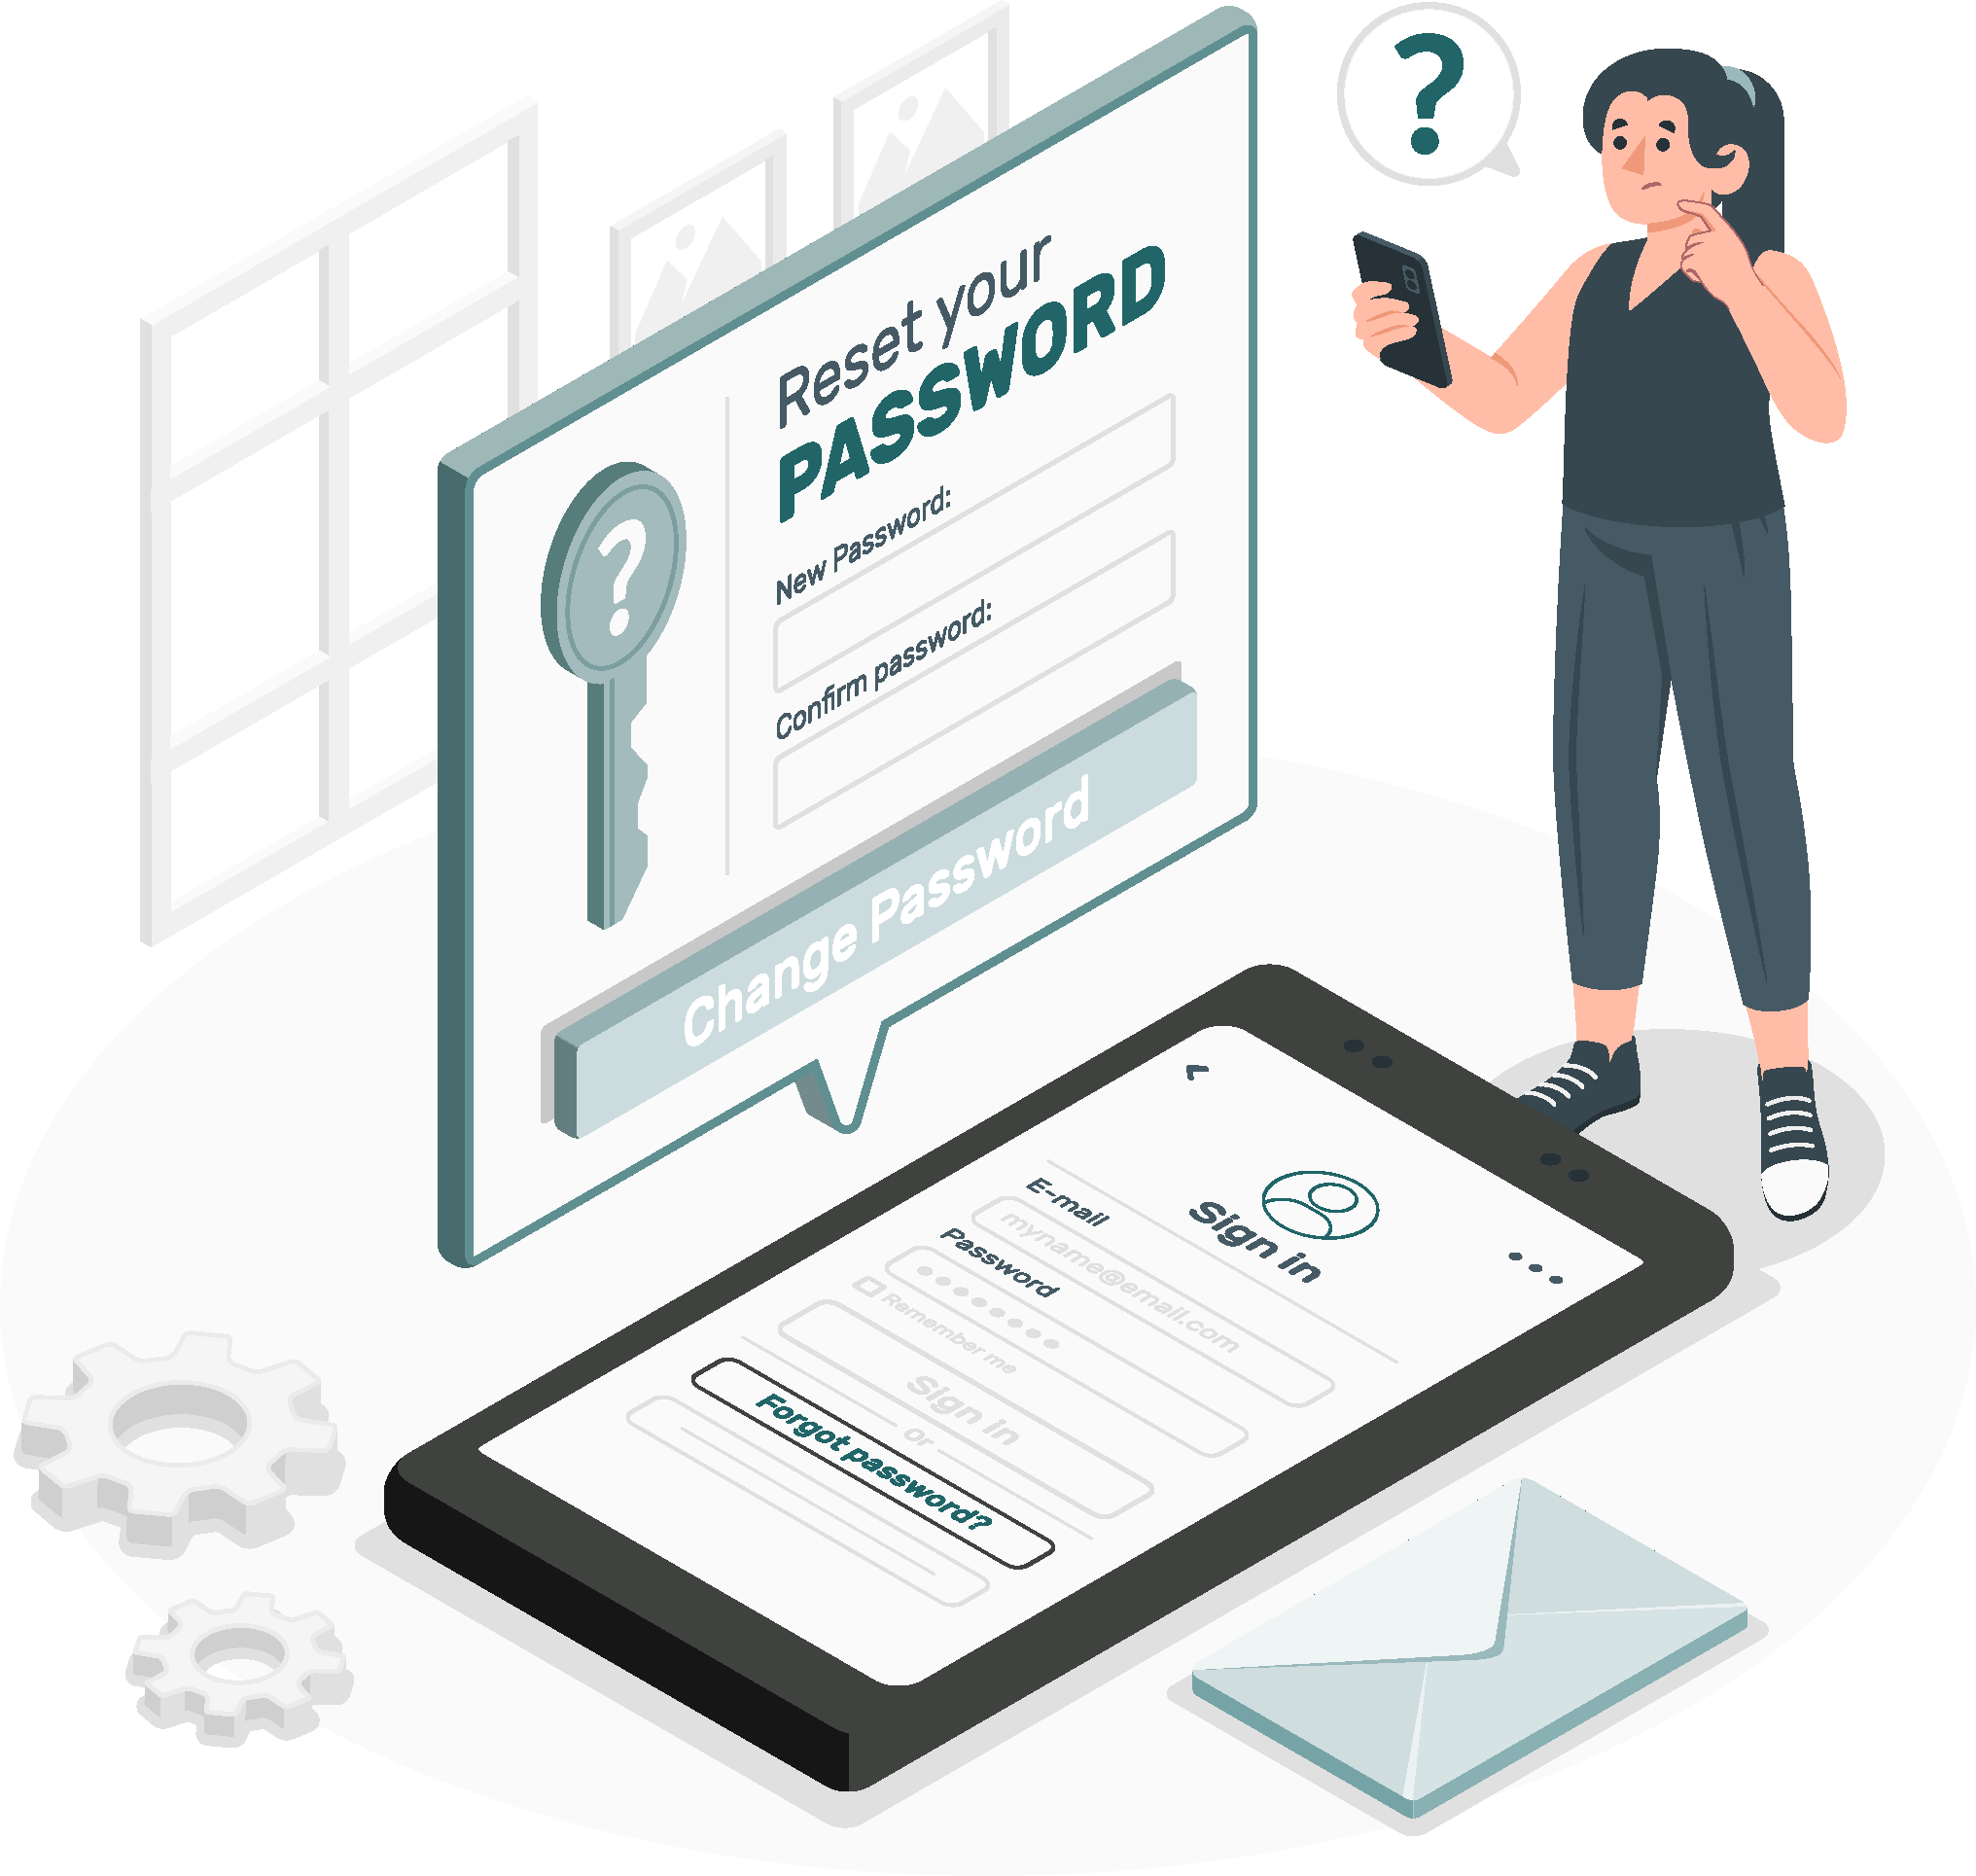 ?
Reset your
PASSWORD
New Password:
Confirm password:
?
Change Password
Sign in
E-mail
myname@email.com
Password
Remember me
Sign in
or
Forgot password?